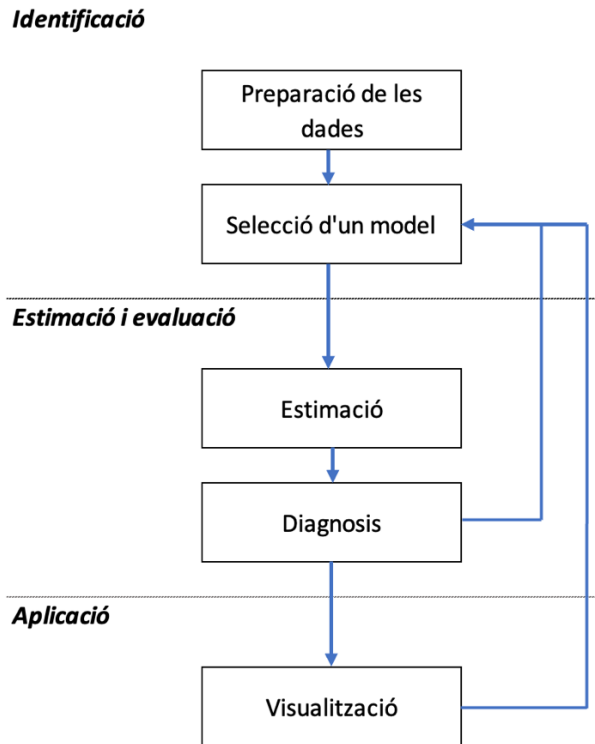 Identificació
Preparació de les
dades
Selecció d'un model
Estimació i evaluació
Estimació
Diagnosis
Aplicació
Visualització